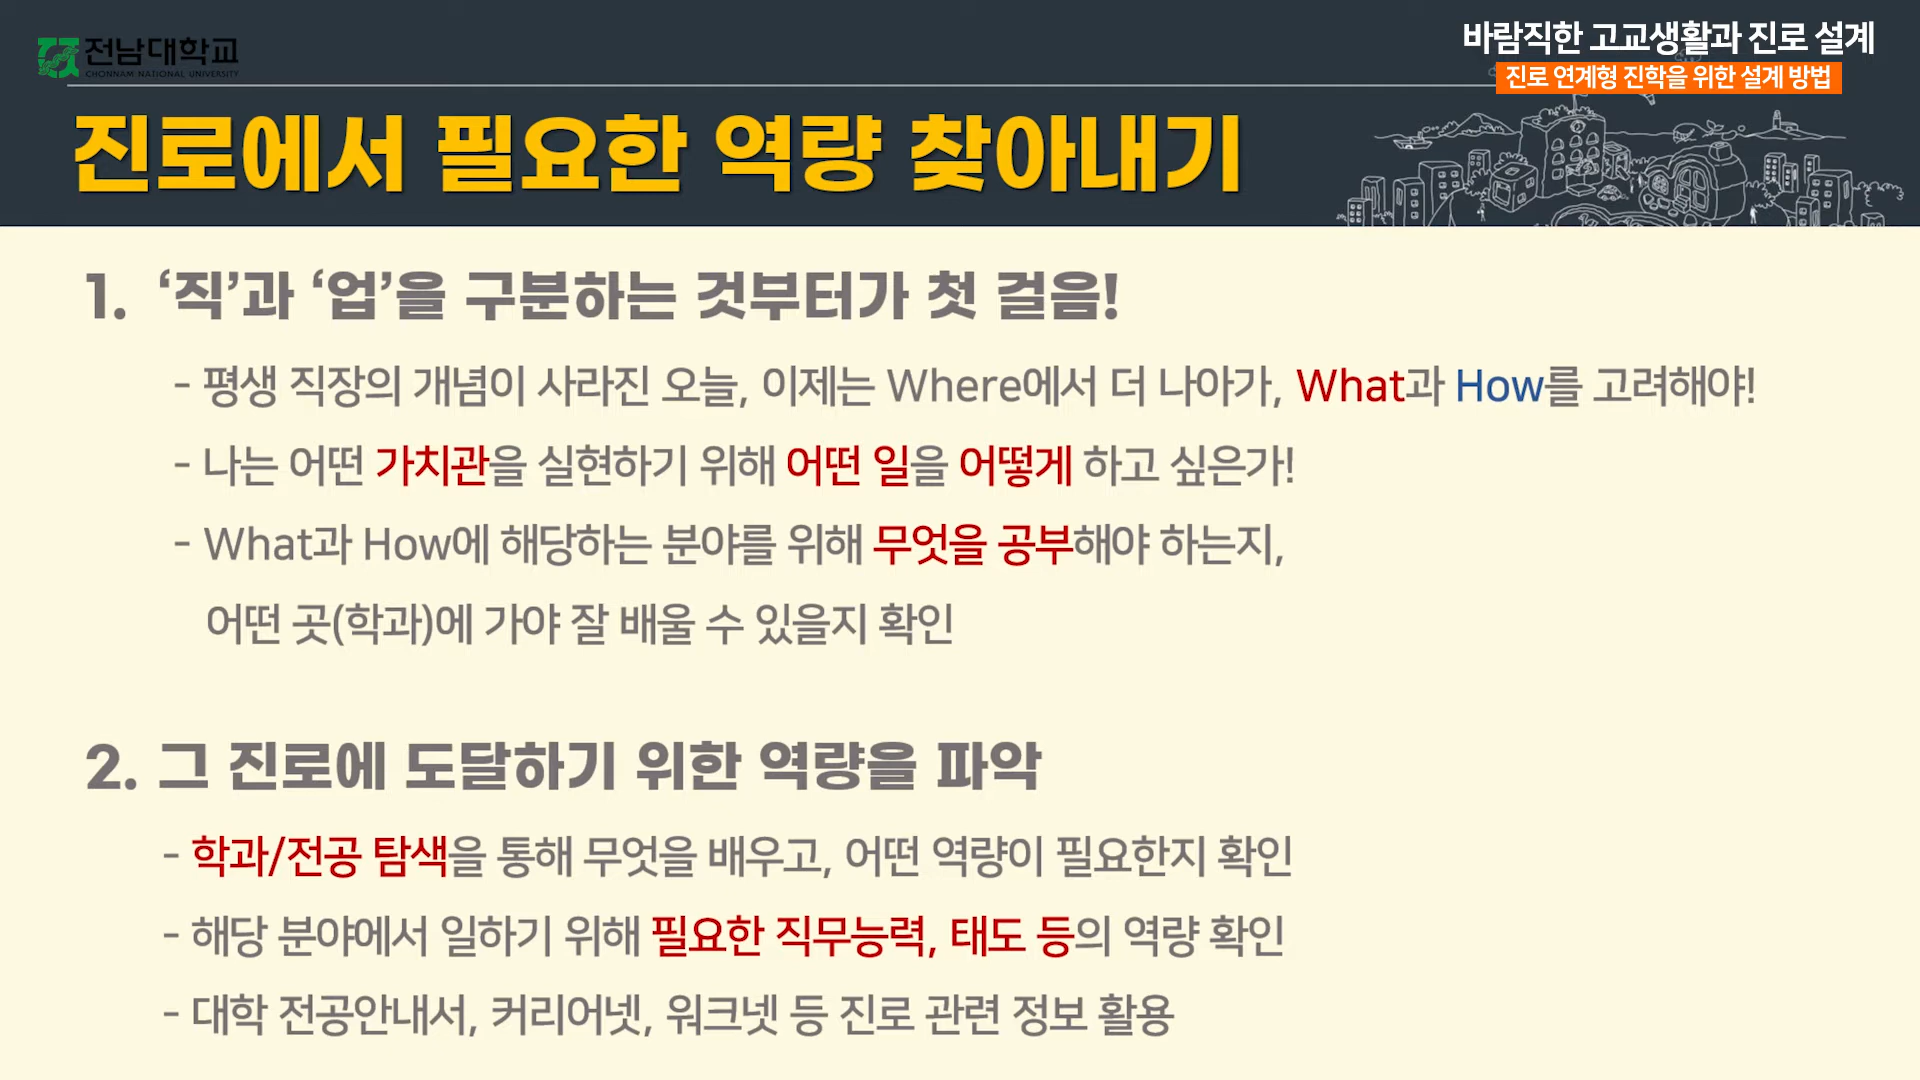 전남대학교
CHONNAM NATIONAL UNIVERSITY
바람직한 고교생활과 진로 설계
진로 연계형 진학을 위한 설계 방법
진로에서 필요한 역량 찾아내기
1. ‘직’과 ‘업’을 구분하는 것부터가 첫 걸음!
- 평생 직장의 개념이 사라진 오늘, 이제는 Where에서 더 나아가, What과 How를 고려해야!
- 나는 어떤 가치관을 실현하기 위해 어떤 일을 어떻게 하고 싶은가!
- What과 How에 해당하는 분야를 위해 무엇을 공부해야 하는지,
어떤 곳(학과)에 가야 잘 배울 수 있을지 확인
2. 그 진로에 도달하기 위한 역량을 파악
- 학과/전공 탐색을 통해 무엇을 배우고, 어떤 역량이 필요한지 확인
- 해당 분야에서 일하기 위해 필요한 직무능력, 태도 등의 역량 확인
- 대학 전공안내서, 커리어넷, 워크넷 등 진로 관련 정보 활용